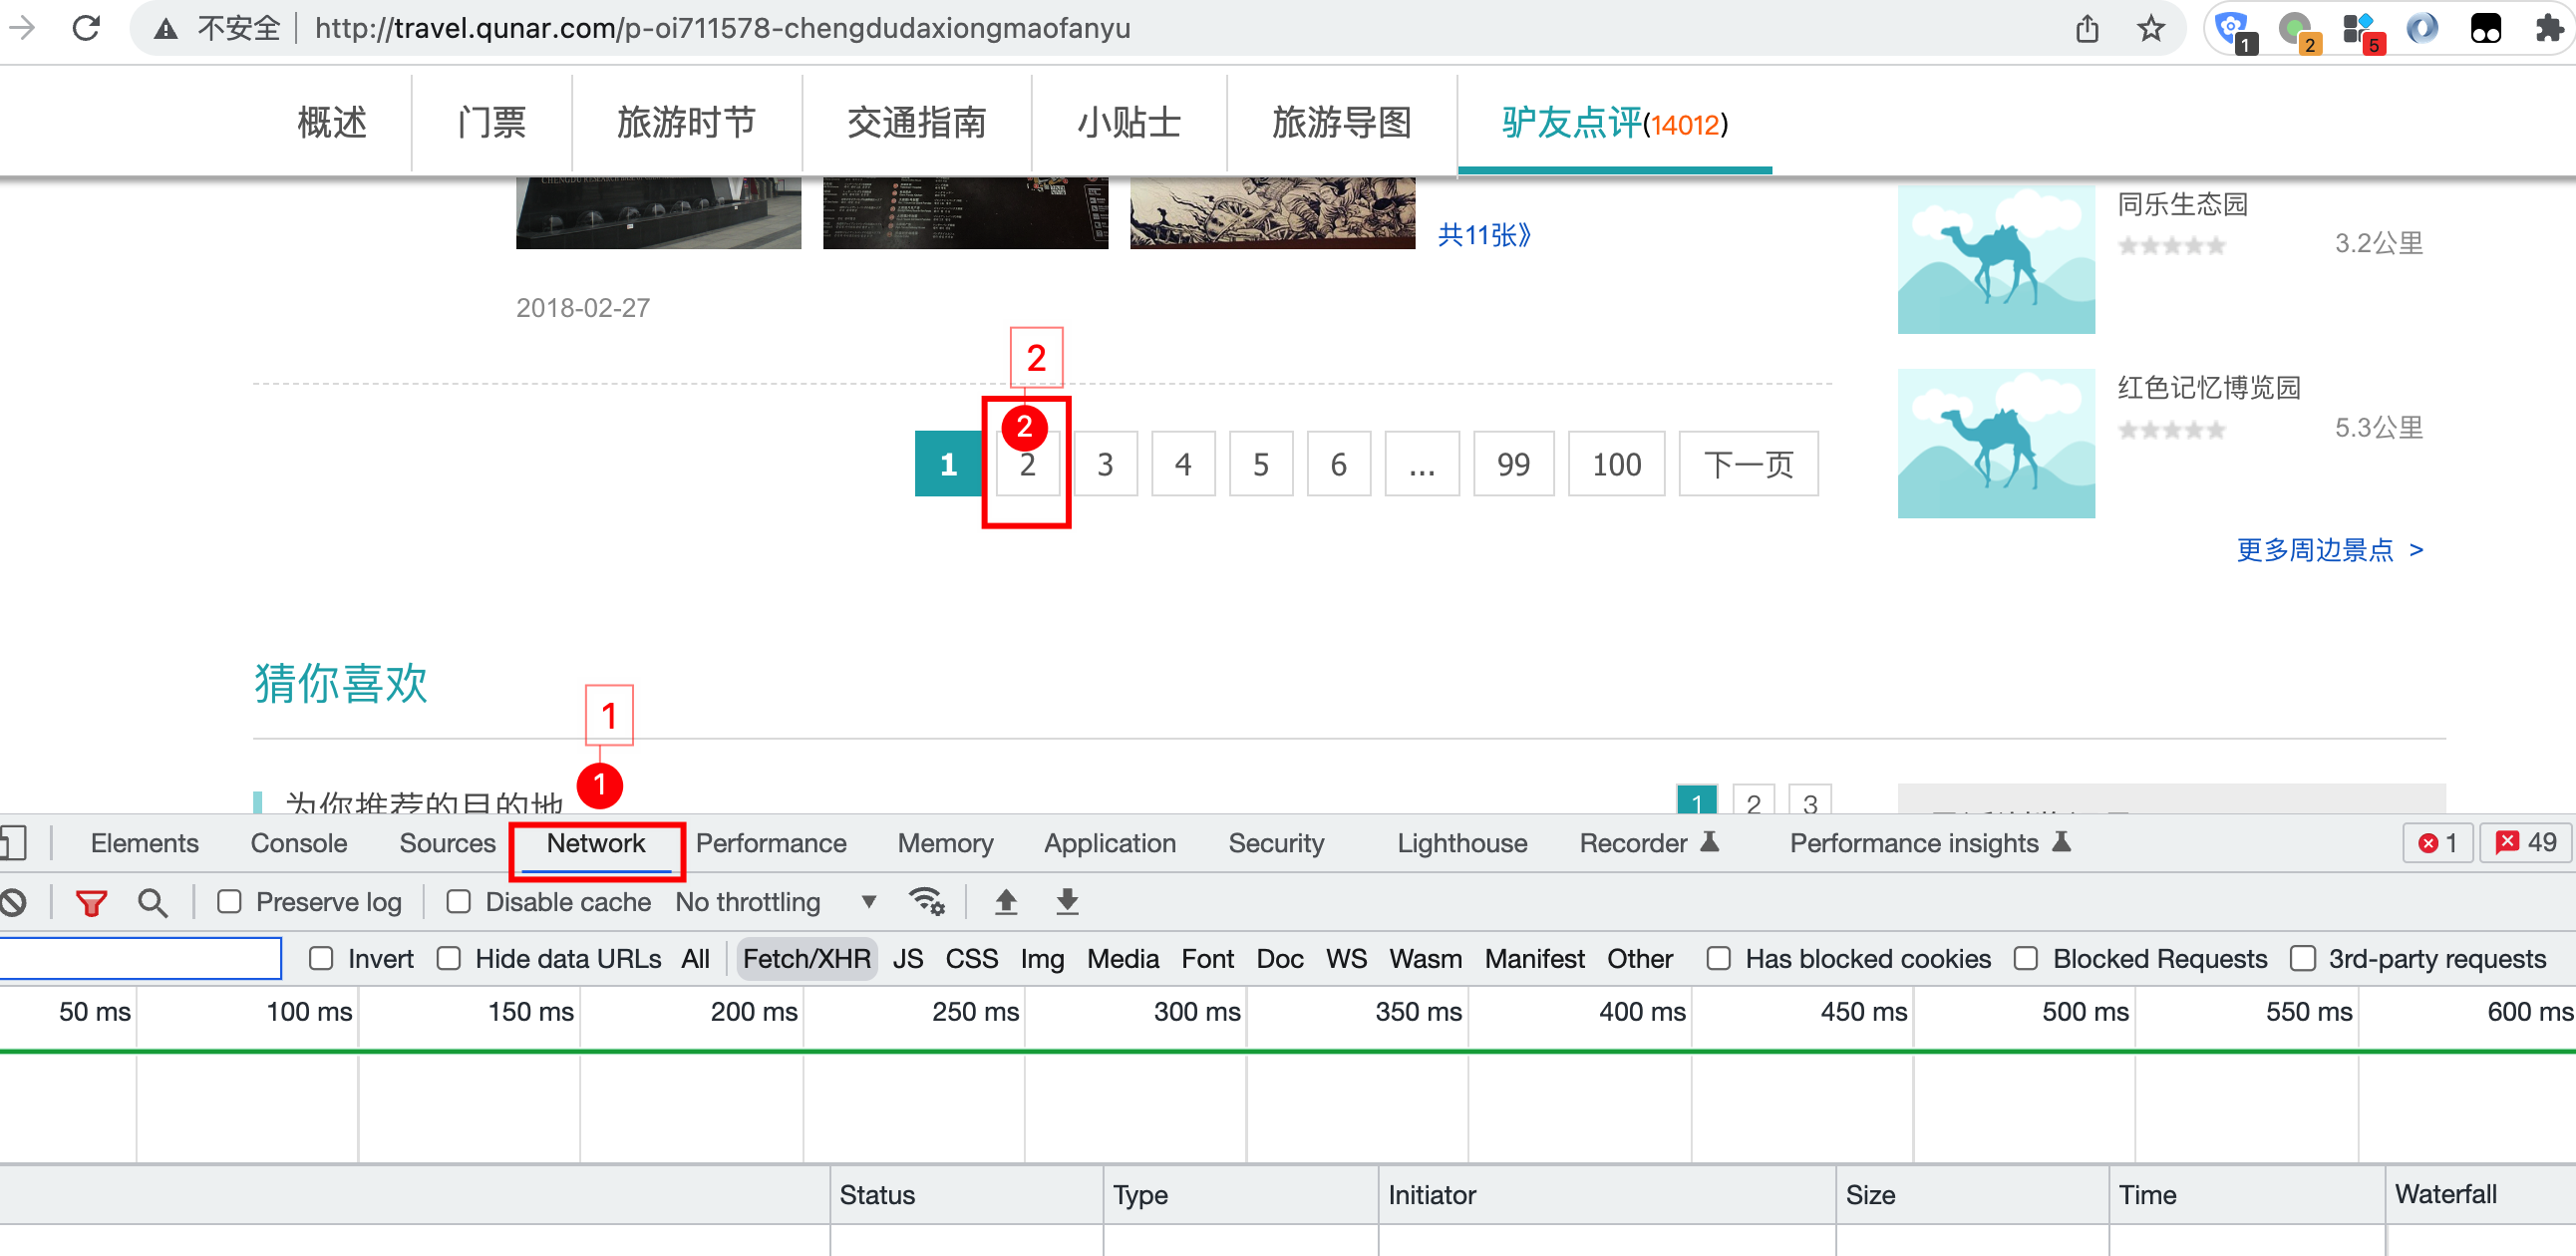 不安全 http://travel.qunar.com/p-oi711578-chengdudaxiongmaofanyu
1 2 5
概述 门票 旅游时节 交通指南 小贴士 旅游导图 驴友点评(14012)
共11张》
2018-02-27
同乐生态园
3.2公里
红色记忆博览园
5.3公里
更多周边景点 >
2
2
1 2 3 4 5 6 ... 99 100 下一页
猜你喜欢
1
1
为你推荐的目的地
1 2 3
Elements Console Sources Network Performance Memory Application Security Lighthouse Recorder Performance insights 1 49
Preserve log Disable cache No throttling
Invert Hide data URLs All Fetch/XHR JS CSS Img Media Font Doc WS Wasm Manifest Other Has blocked cookies Blocked Requests 3rd-party requests
50 ms 100 ms 150 ms 200 ms 250 ms 300 ms 350 ms 400 ms 450 ms 500 ms 550 ms 600 ms
Status Type Initiator Size Time Waterfall